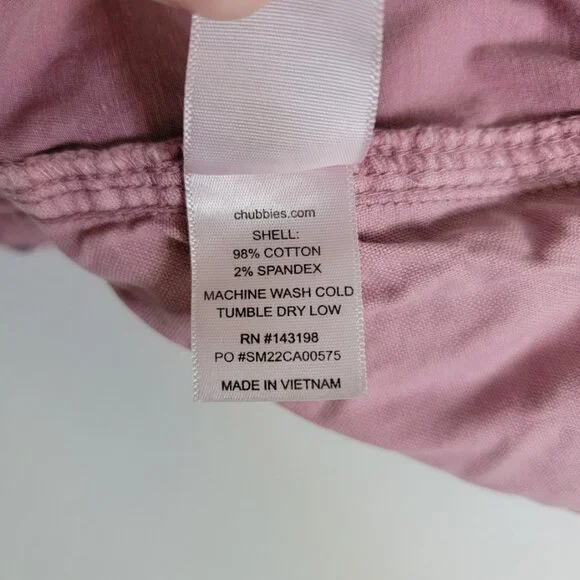 chubbies.com
SHELL:
98% COTTON
2% SPANDEX
MACHINE WASH COLD
TUMBLE DRY LOW
RN #143198
PO #SM22CA00575
MADE IN VIETNAM